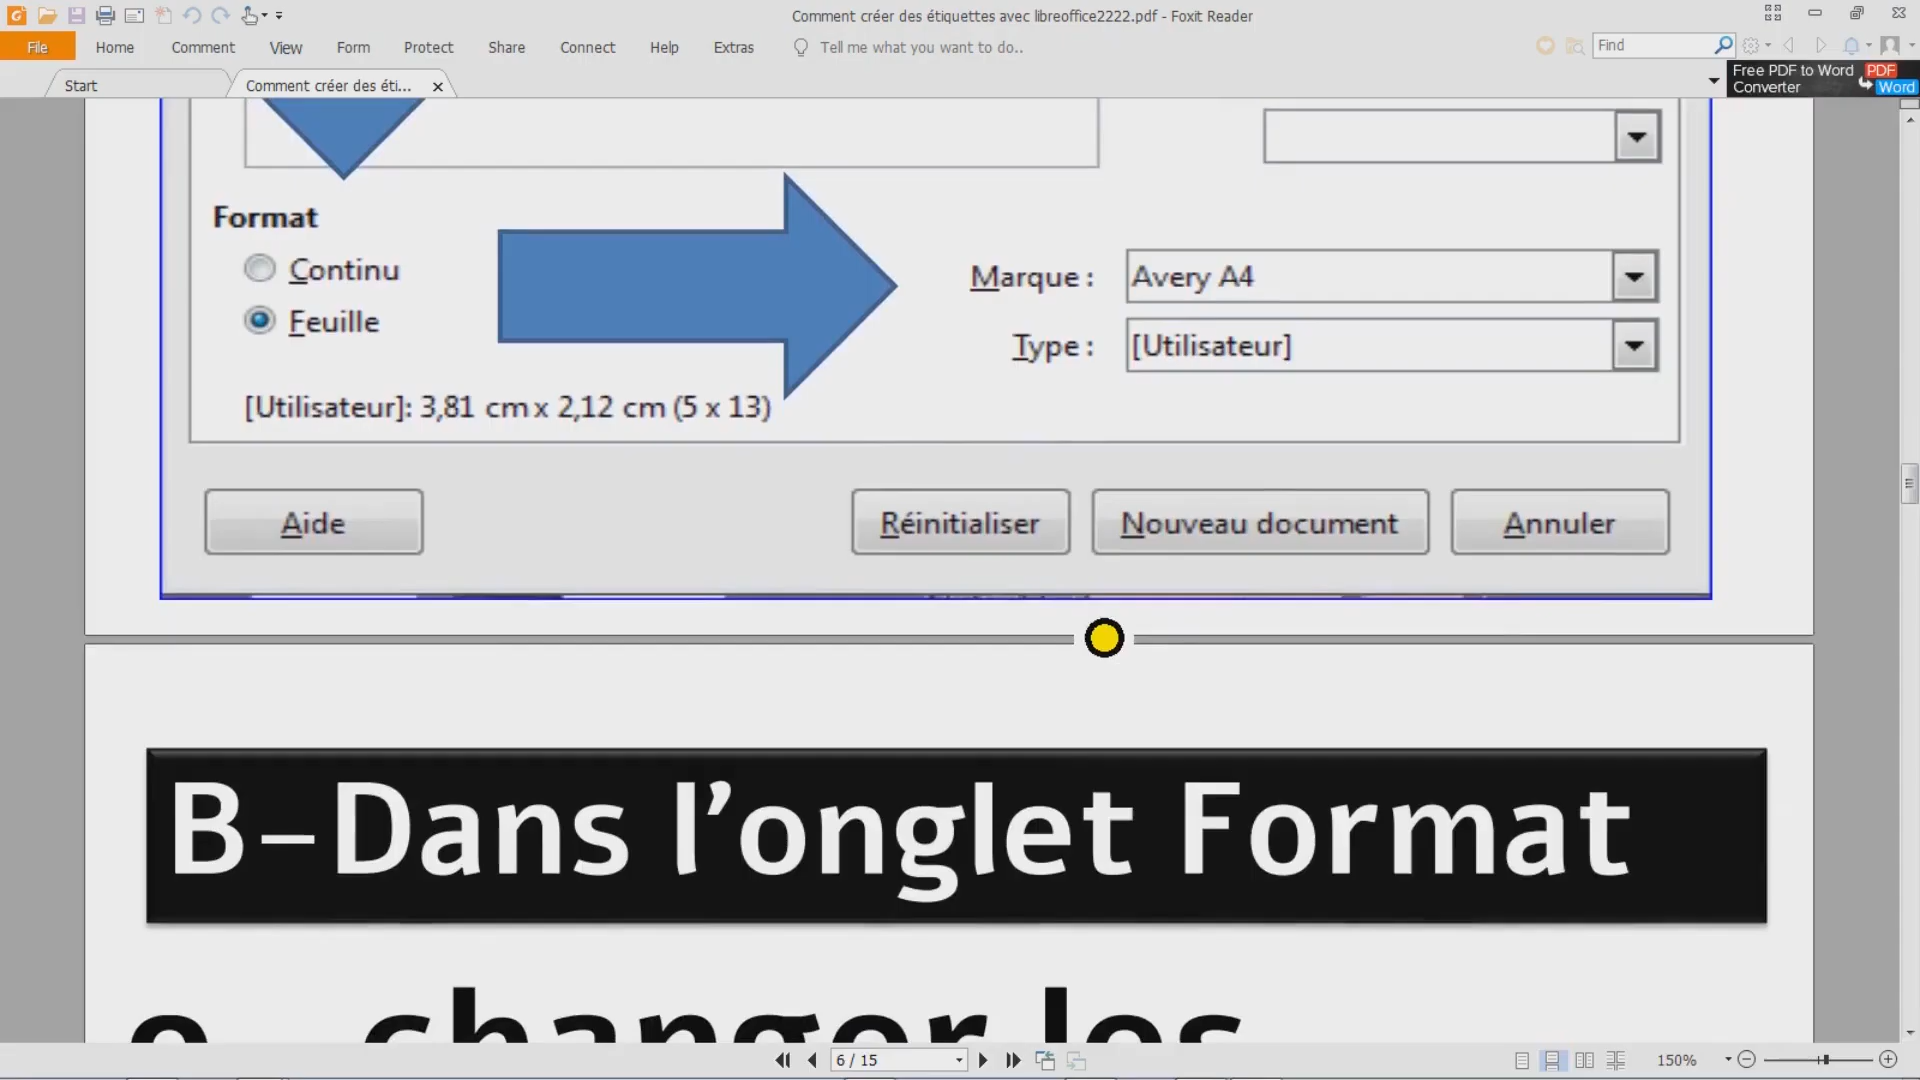 Comment créer des étiquettes avec libreoffice2222.pdf - Foxit Reader
File Home Comment View Form Protect Share Connect Help Extras Tell me what you want to do.. Find
Start Comment créer des éti...
Free PDF to Word Converter PDF Word
Format
Continu
Feuille
Marque : Avery A4
Type : [Utilisateur]
[Utilisateur]: 3,81 cm x 2,12 cm (5 x 13)
Aide Réinitialiser Nouveau document Annuler
B-Dans l’onglet Format
o changer les
6 / 15 150%